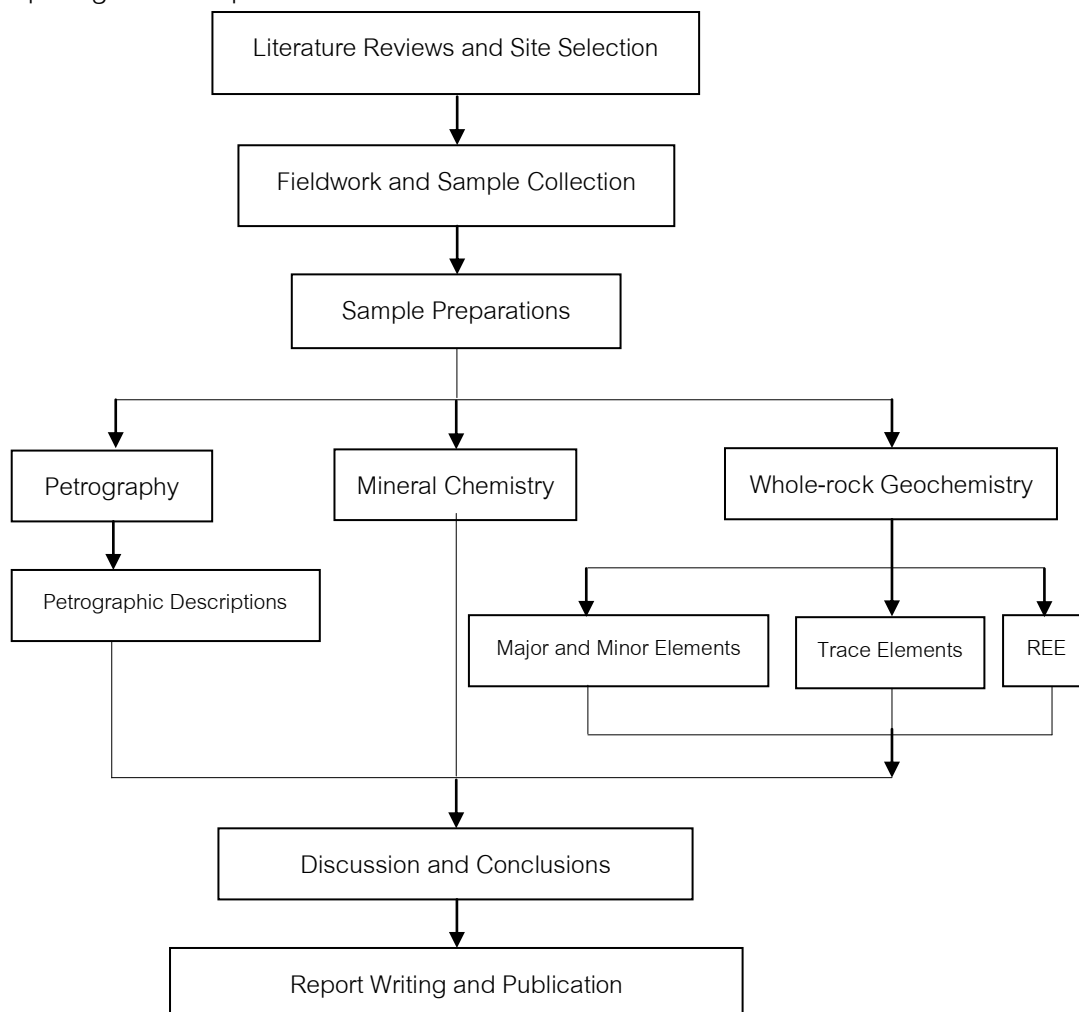 Literature Reviews and Site Selection
Fieldwork and Sample Collection
Sample Preparations
Petrography
Mineral Chemistry
Whole-rock Geochemistry
Petrographic Descriptions
Major and Minor Elements
Trace Elements
REE
Discussion and Conclusions
Report Writing and Publication